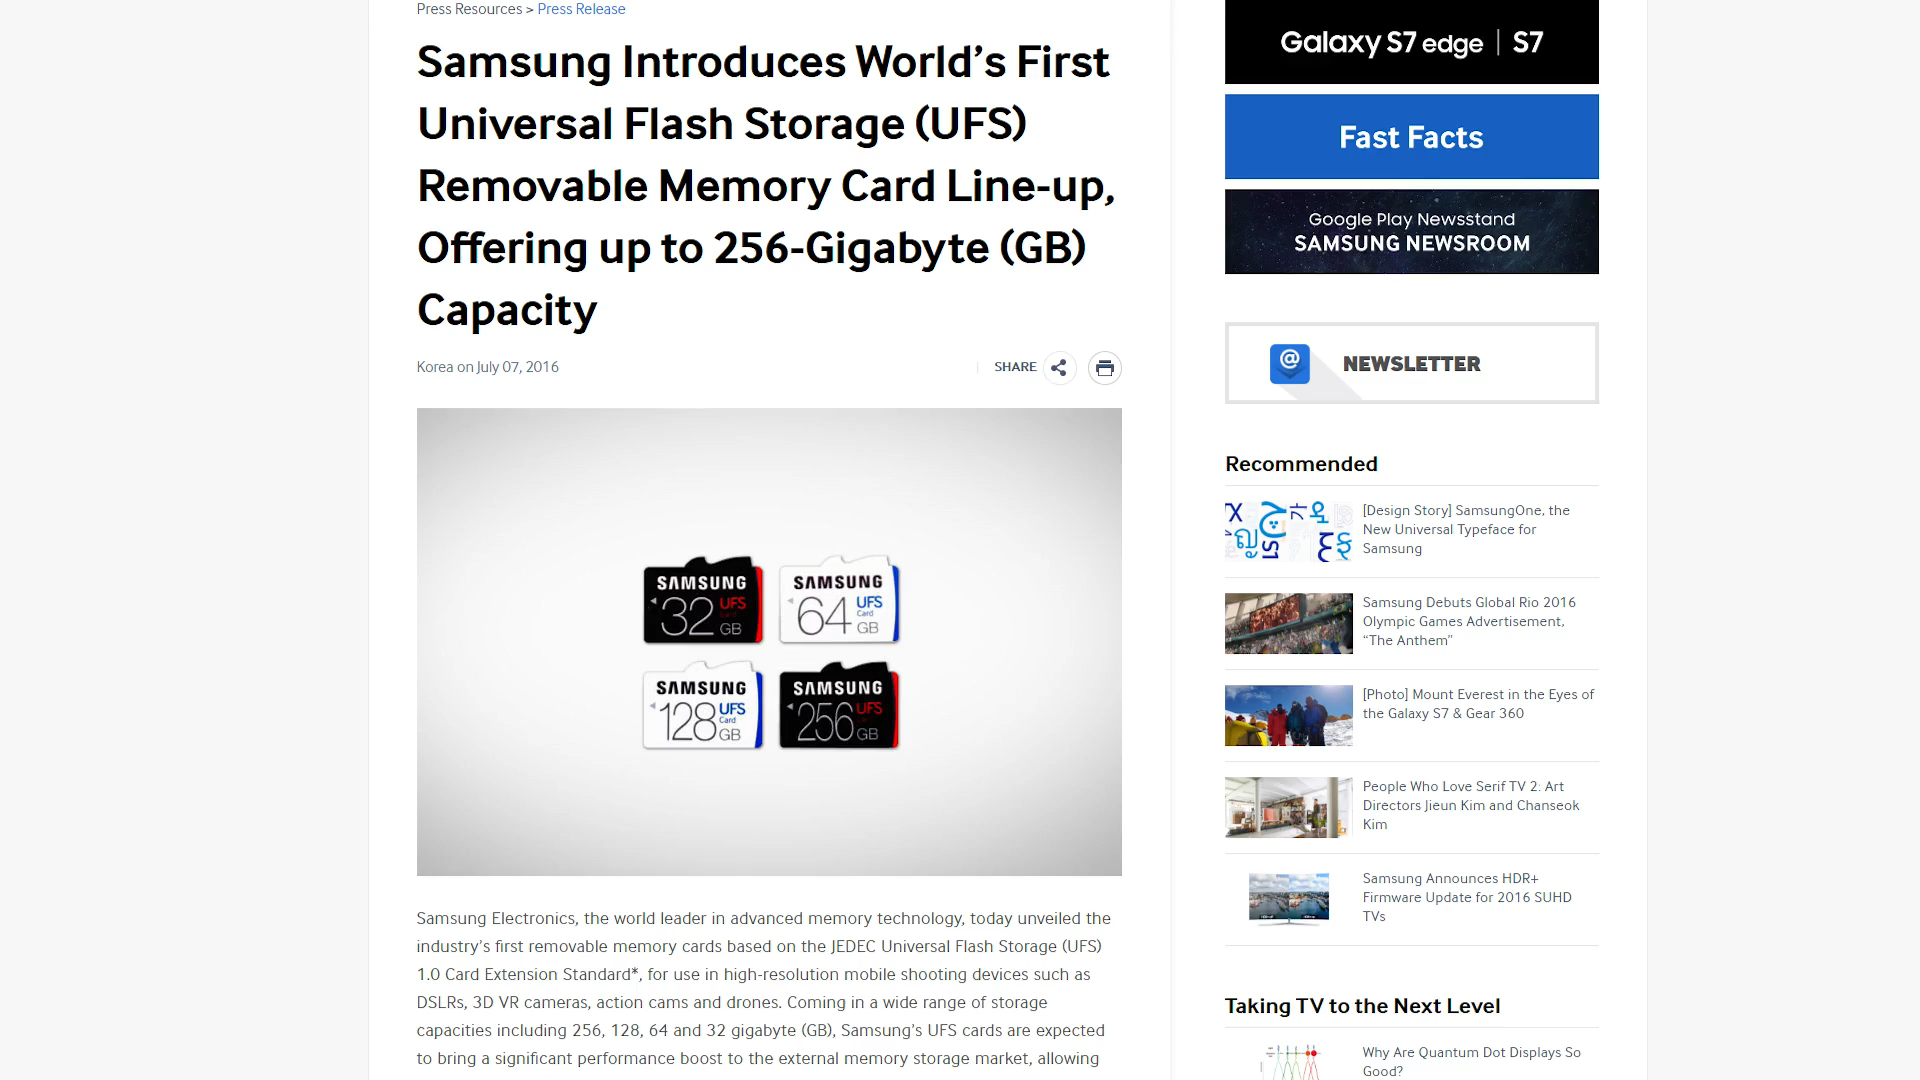 Press Resources > Press Release
Samsung Introduces World’s First
Universal Flash Storage (UFS)
Removable Memory Card Line-up,
Offering up to 256-Gigabyte (GB)
Capacity
Korea on July 07, 2016
SHARE
SAMSUNG
32 UFS
Card
GB
SAMSUNG
64 UFS
Card
GB
SAMSUNG
128 UFS
Card
GB
SAMSUNG
256 UFS
GB
Samsung Electronics, the world leader in advanced memory technology, today unveiled the
industry’s first removable memory cards based on the JEDEC Universal Flash Storage (UFS)
1.0 Card Extension Standard*, for use in high-resolution mobile shooting devices such as
DSLRs, 3D VR cameras, action cams and drones. Coming in a wide range of storage
capacities including 256, 128, 64 and 32 gigabyte (GB), Samsung’s UFS cards are expected
to bring a significant performance boost to the external memory storage market, allowing
Galaxy S7 edge | S7
Fast Facts
Google Play Newsstand
SAMSUNG NEWSROOM
@ NEWSLETTER
Recommended
[Design Story] SamsungOne, the
New Universal Typeface for
Samsung
Samsung Debuts Global Rio 2016
Olympic Games Advertisement,
“The Anthem”
[Photo] Mount Everest in the Eyes of
the Galaxy S7 & Gear 360
People Who Love Serif TV 2: Art
Directors Jieun Kim and Chanseok
Kim
Samsung Announces HDR+
Firmware Update for 2016 SUHD
TVs
Taking TV to the Next Level
Why Are Quantum Dot Displays So
Good?